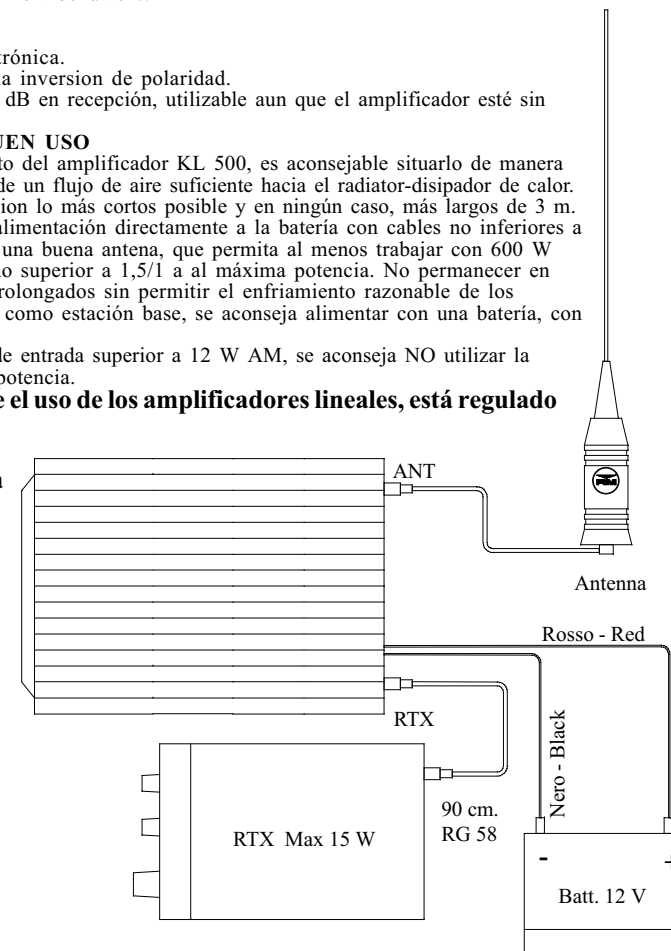 trónica.
a inversion de polaridad.
dB en recepción, utilizable aun que el amplificador esté sin
UEN USO
to del amplificador KL 500, es aconsejable situarlo de manera
de un flujo de aire suficiente hacia el radiator-disipador de calor.
ion lo más cortos posible y en ningún caso, más largos de 3 m.
alimentación directamente a la batería con cables no inferiores a
una buena antena, que permita al menos trabajar con 600 W
no superior a 1,5/1 a al máxima potencia. No permanecer en
rolongados sin permitir el enfriamiento razonable de los
como estación base, se aconseja alimentar con una batería, con
de entrada superior a 12 W AM, se aconseja NO utilizar la
potencia.
e el uso de los amplificadores lineales, está regulado
a
ANT
Antenna
Rosso - Red
Nero - Black
RTX
90 cm.
RG 58
RTX Max 15 W
- +
Batt. 12 V